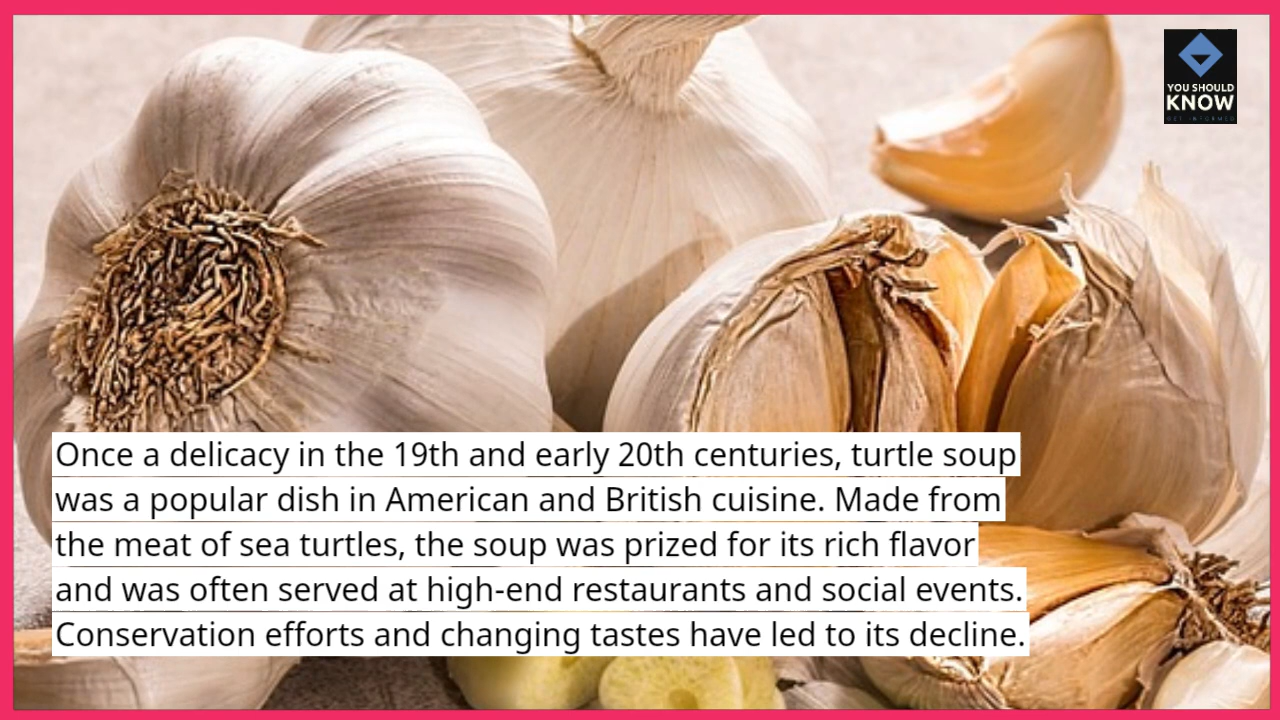 YOU SHOULD
KNOW
GET INFORMED
Once a delicacy in the 19th and early 20th centuries, turtle soup
was a popular dish in American and British cuisine. Made from
the meat of sea turtles, the soup was prized for its rich flavor
and was often served at high-end restaurants and social events.
Conservation efforts and changing tastes have led to its decline.